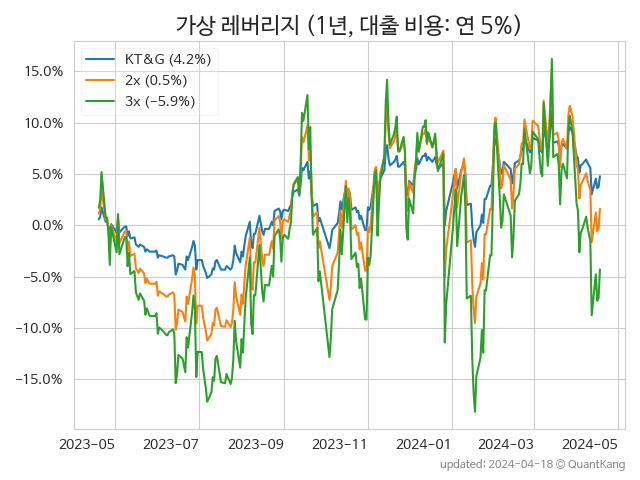 가상 레버리지 (1년, 대출 비용: 연 5%)
KT&G (4.2%)
2x (0.5%)
3x (−5.9%)
15.0%
10.0%
5.0%
0.0%
−5.0%
−10.0%
−15.0%
2023-05 2023-07 2023-09 2023-11 2024-01 2024-03 2024-05
updated: 2024-04-18 © QuantKang